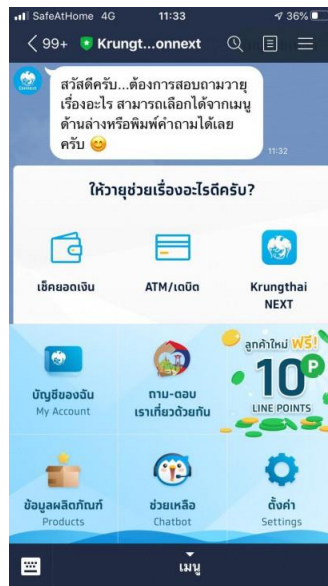 SafeAtHome 4G 11:33 36%
99+ Krungt...onnext
สวัสดีครับ...ต้องการสอบถามวายุ
เรื่องอะไร สามารถเลือกได้จากเมนู
ด้านล่างหรือพิมพ์คำถามได้เลย
ครับ 😊
11:32
ให้วายุช่วยเรื่องอะไรดีครับ?
เช็คยอดเงิน
ATM/เดบิต
Krungthai
NEXT
บัญชีของฉัน
My Account
ถาม-ตอบ
เราเที่ยวด้วยกัน
ลูกค้าใหม่ ฟรี!
10 P
LINE POINTS
ข้อมูลผลิตภัณฑ์
Products
ช่วยเหลือ
Chatbot
ตั้งค่า
Settings
เมนู